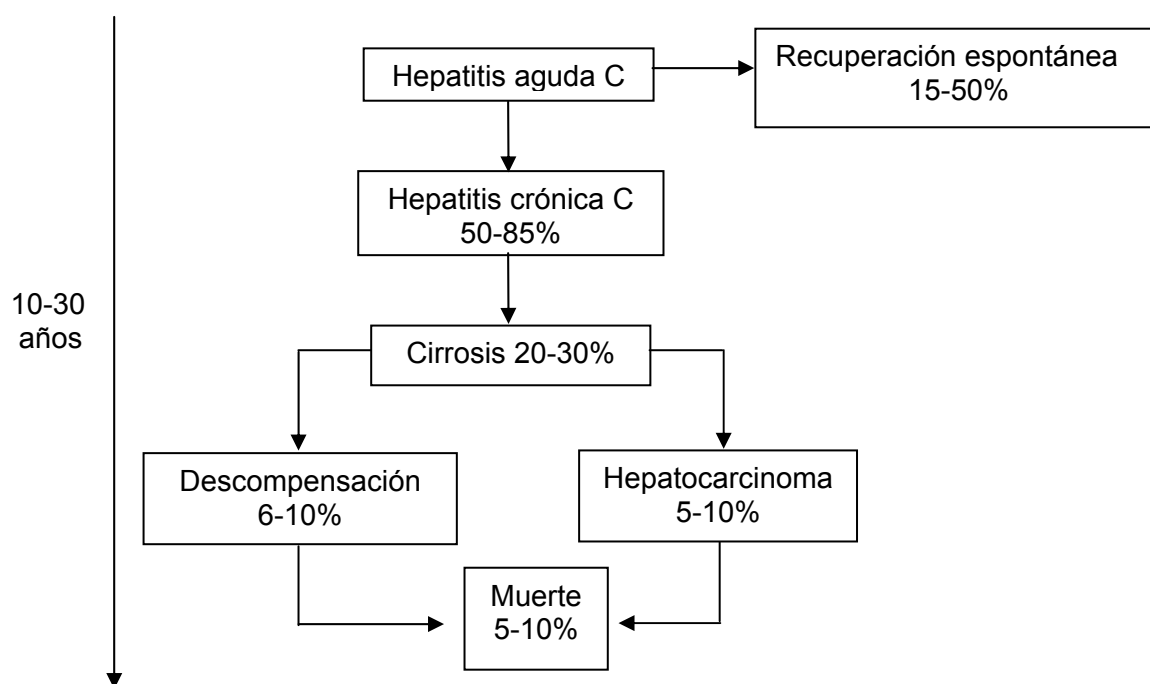 Hepatitis aguda C
Recuperación espontánea
15-50%
Hepatitis crónica C
50-85%
10-30
años
Cirrosis 20-30%
Descompensación
6-10%
Hepatocarcinoma
5-10%
Muerte
5-10%